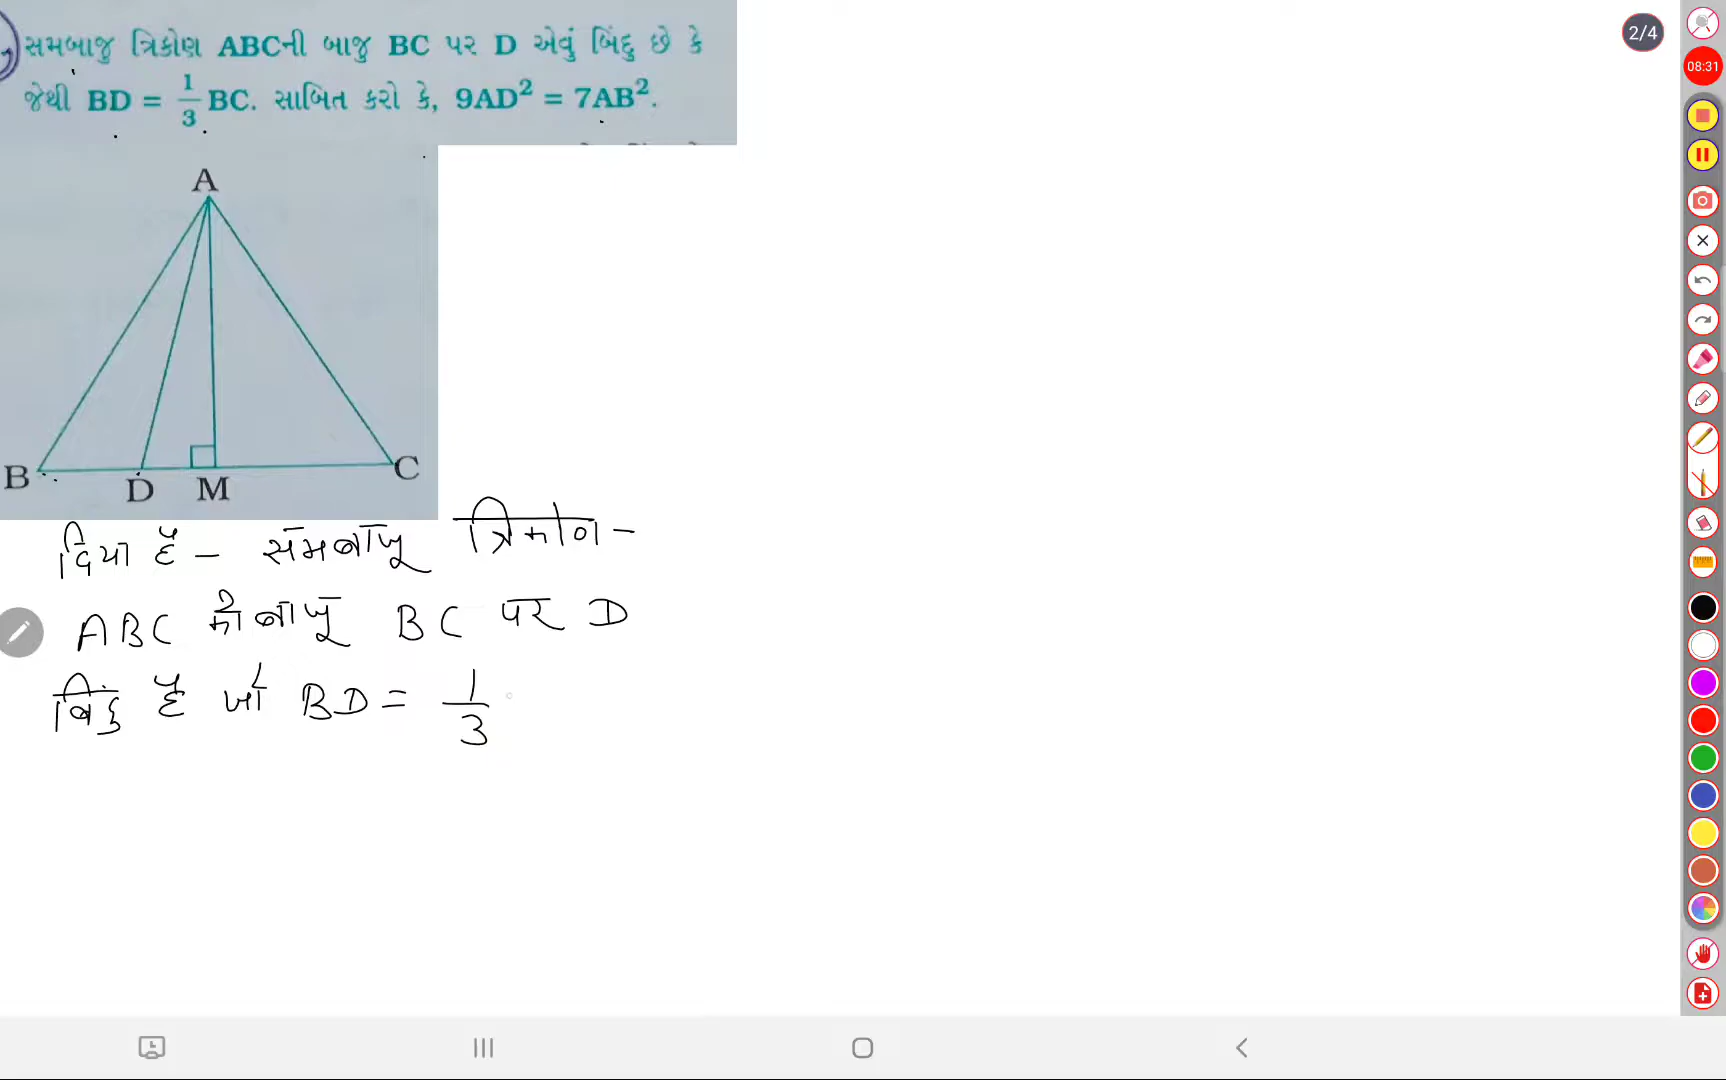 સમબાજુ ત્રિકોણ ABCની બાજુ BC પર D એવું બિંદુ છે કે
જેથી BD = 1/3 BC. સાબિત કરો કે, 9AD² = 7AB².
A
B
D
M
C
दिया है – समबाजू त्रिकोण –
ABC की बाजू BC पर D
बिंदु है जो BD = 1/3
2/4
08:31